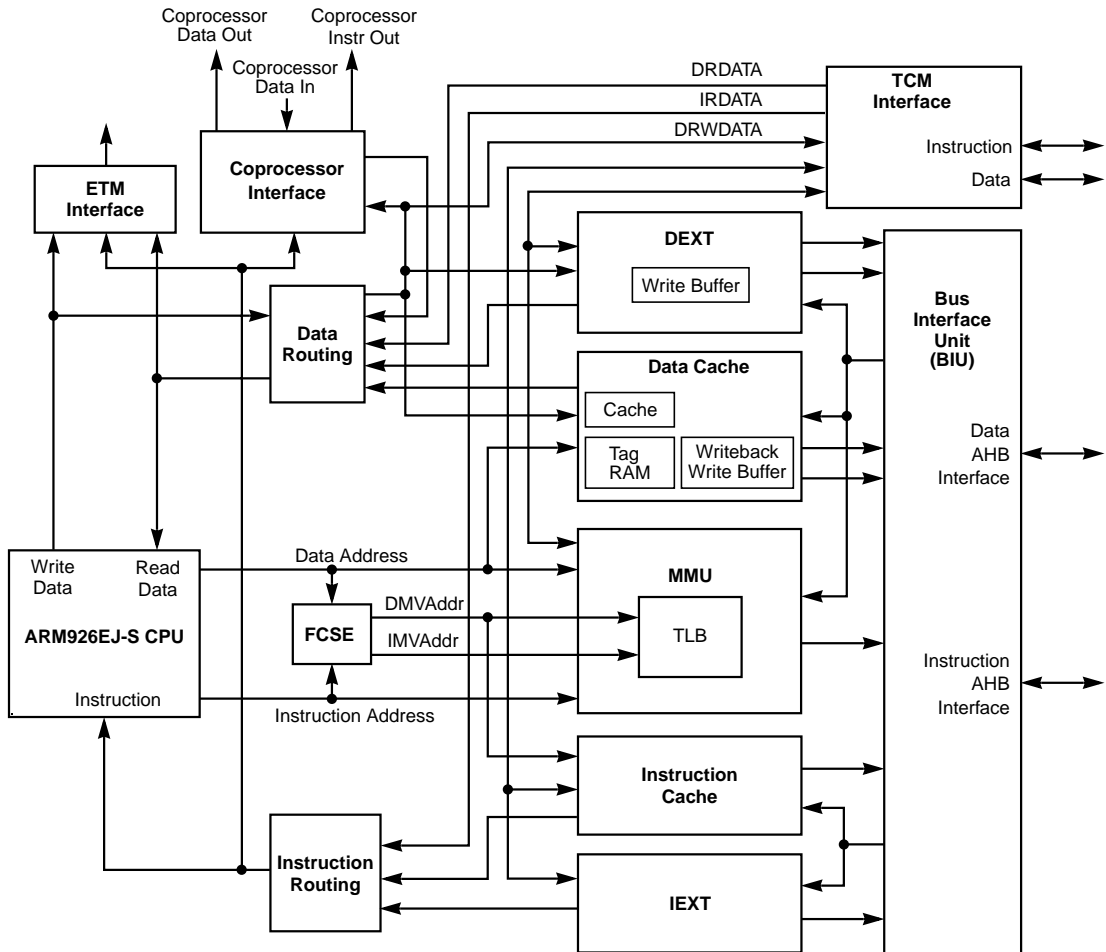 Coprocessor
Data Out
Coprocessor
Instr Out
Coprocessor
Data In
DRDATA
IRDATA
DRWDATA
TCM
Interface
Instruction
Data
ETM
Interface
Coprocessor
Interface
DEXT
Write Buffer
Bus
Interface
Unit
(BIU)
Data
Routing
Data Cache
Cache
Tag
RAM
Writeback
Write Buffer
Data
AHB
Interface
Write
Data
Read
Data
ARM926EJ-S CPU
Instruction
Data Address
FCSE
DMVAddr
IMVAddr
Instruction Address
MMU
TLB
Instruction
AHB
Interface
Instruction
Cache
Instruction
Routing
IEXT